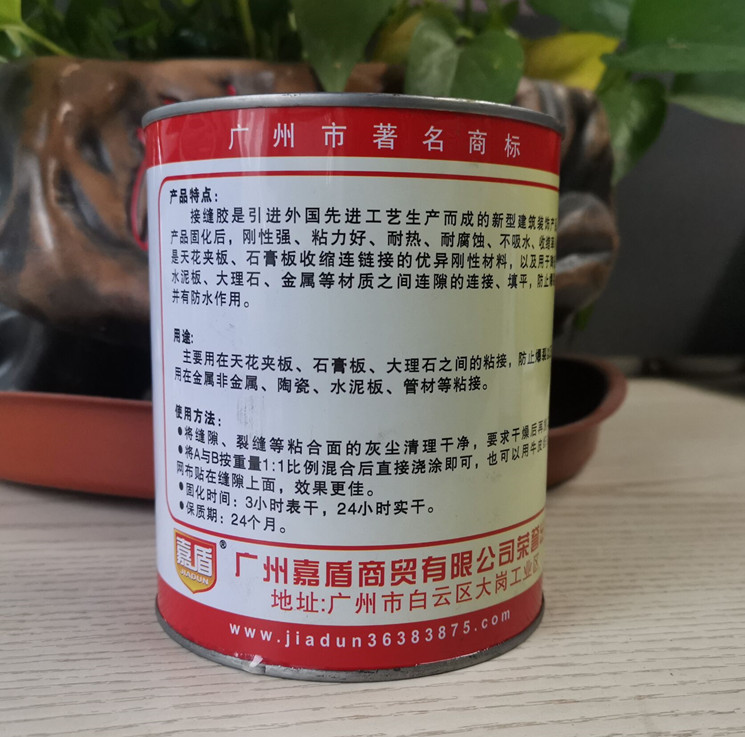 广州市著名商标
产品特点：
接缝胶是引进外国先进工艺生产而成的新型建筑装饰产
产品固化后，刚性强、粘力好、耐热、耐腐蚀、不吸水、收缩
是天花夹板、石膏板收缩连链接的优异刚性材料，以及用于
水泥板、大理石、金属等材质之间连隙的连接、填平，防止
并有防水作用。
用途：
主要用在天花夹板、石膏板、大理石之间的粘接，防止爆裂
用在金属非金属、陶瓷、水泥板、管材等粘接。
使用方法：
●将缝隙、裂缝等粘合面的灰尘清理干净，要求干燥后再
●将A与B按重量1:1比例混合后直接浇涂即可，也可以用牛皮
网布贴在缝隙上面，效果更佳。
●固化时间：3小时表干，24小时实干。
●保质期：24个月。
嘉盾®
JIADUN
广州嘉盾商贸有限公司荣誉
地址:广州市白云区大岗工业区
www.jiadun36383875.com